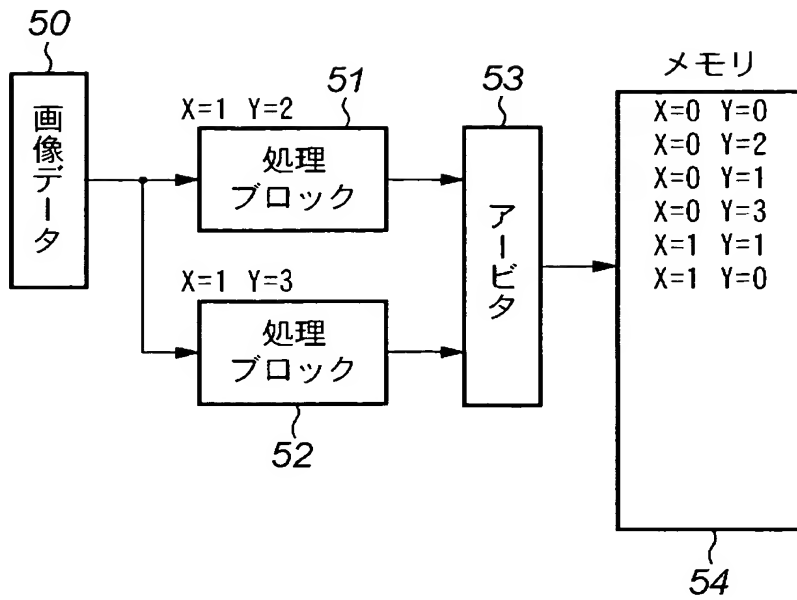 50
画像データ
X=1 Y=2
51
処理
ブロック
X=1 Y=3
処理
ブロック
52
53
アービタ
メモリ
X=0 Y=0
X=0 Y=2
X=0 Y=1
X=0 Y=3
X=1 Y=1
X=1 Y=0
54